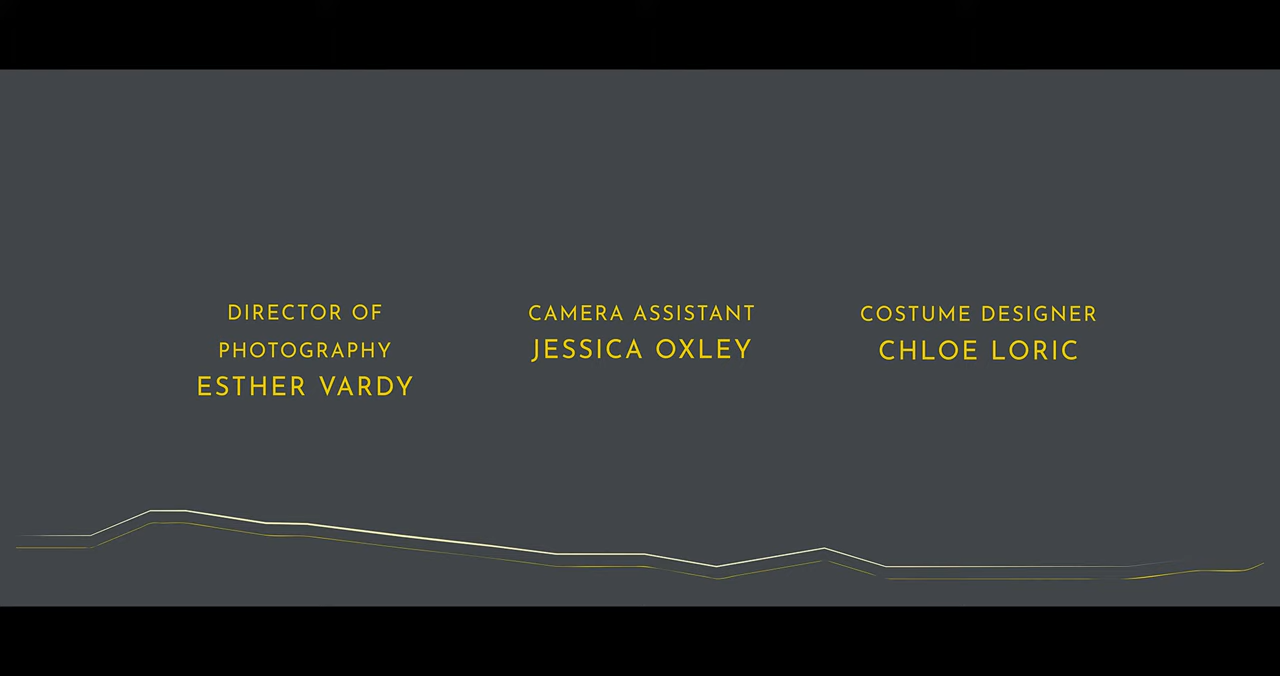 DIRECTOR OF
PHOTOGRAPHY
ESTHER VARDY
CAMERA ASSISTANT
JESSICA OXLEY
COSTUME DESIGNER
CHLOE LORIC